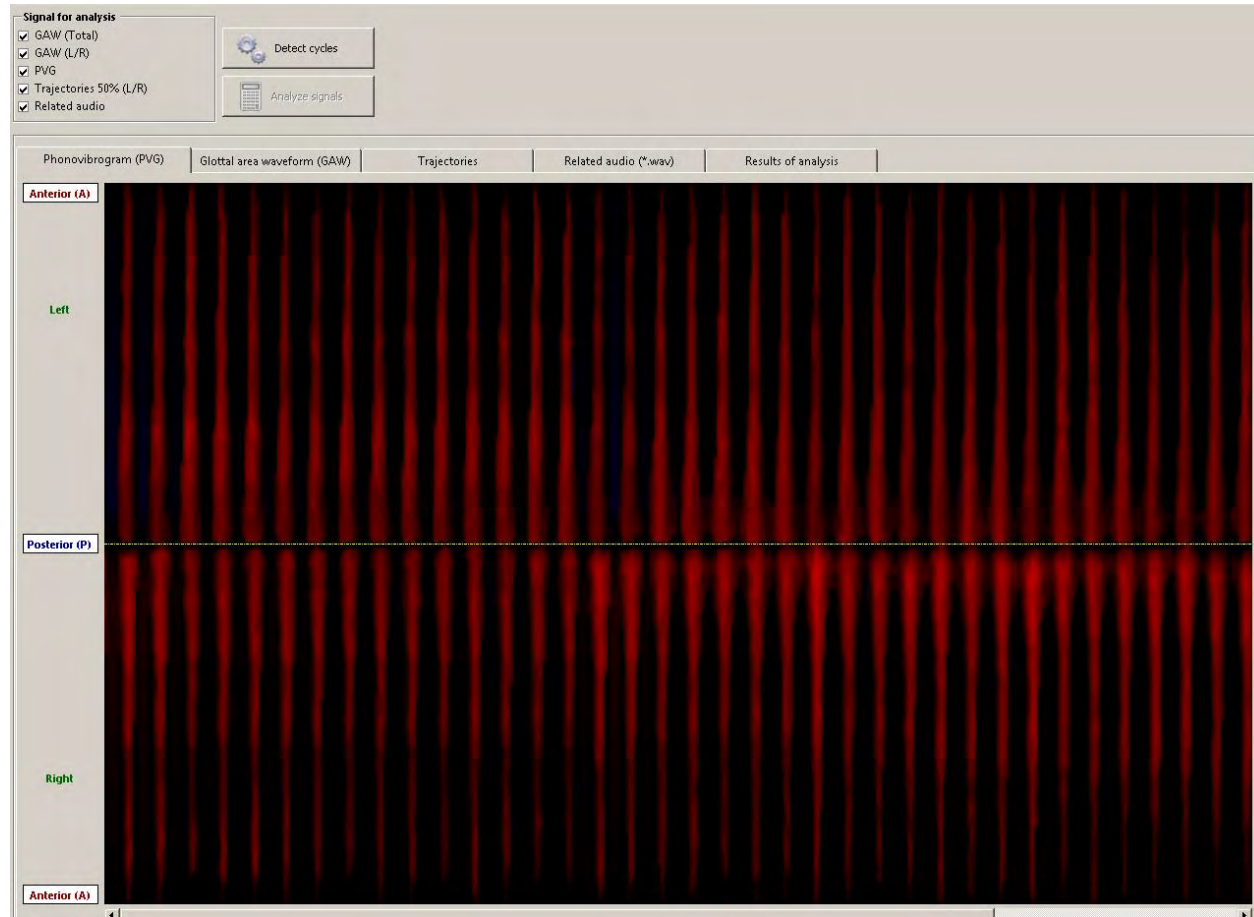 Signal for analysis
GAW (Total)
GAW (L/R)
PVG
Trajectories 50% (L/R)
Related audio
Detect cycles
Analyze signals
Phonovibrogram (PVG)
Glottal area waveform (GAW)
Trajectories
Related audio (*.wav)
Results of analysis
Anterior (A)
Left
Posterior (P)
Right
Anterior (A)